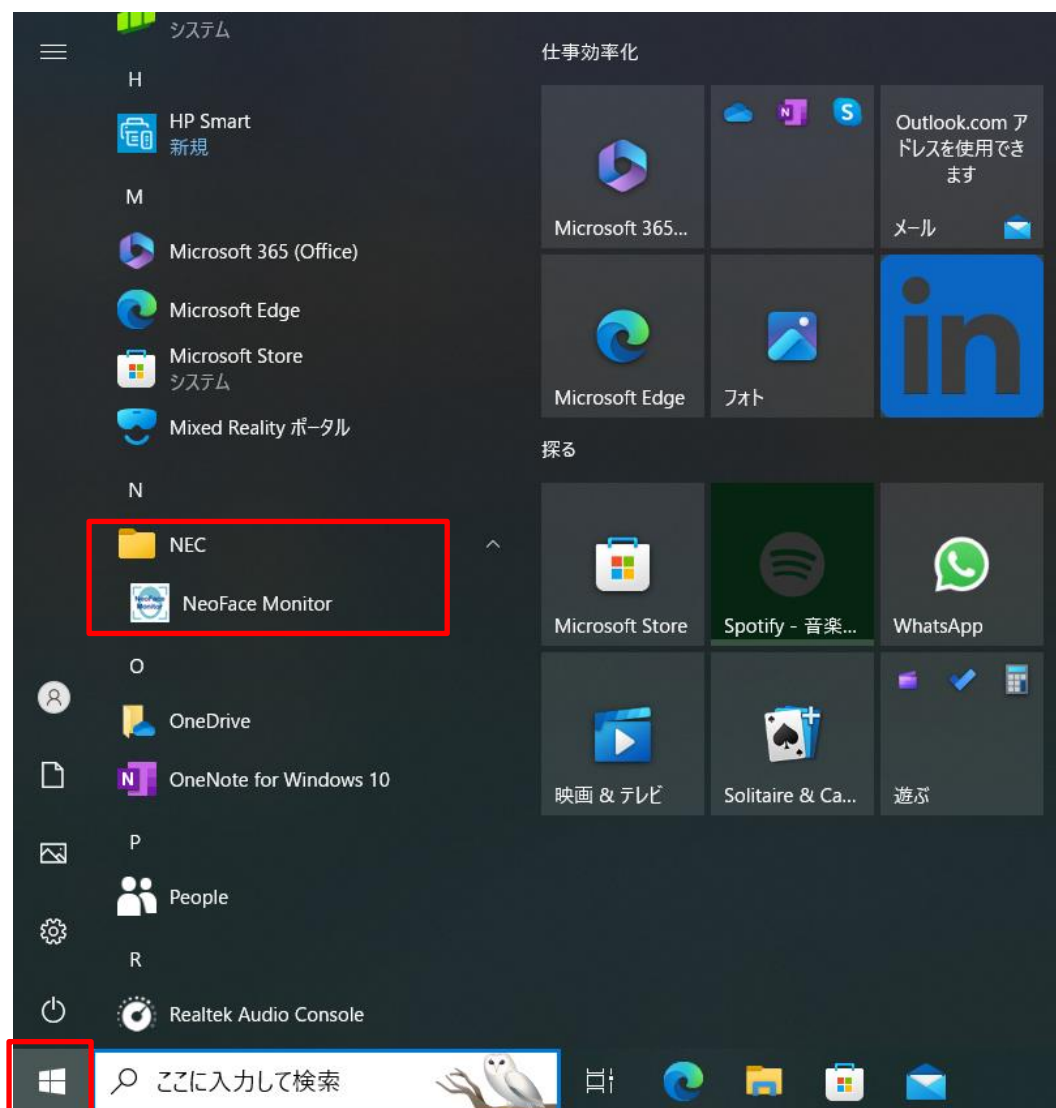 システム
H
HP Smart
新規
M
Microsoft 365 (Office)
Microsoft Edge
Microsoft Store
システム
Mixed Reality ポータル
N
NEC
NeoFace Monitor
O
OneDrive
OneNote for Windows 10
P
People
R
Realtek Audio Console
ここに入力して検索
仕事効率化
Microsoft 365...
Outlook.com ア
ドレスを使用でき
ます
メール
Microsoft Edge
フォト
in
探る
Microsoft Store
Spotify - 音楽...
WhatsApp
映画 & テレビ
Solitaire & Ca...
遊ぶ